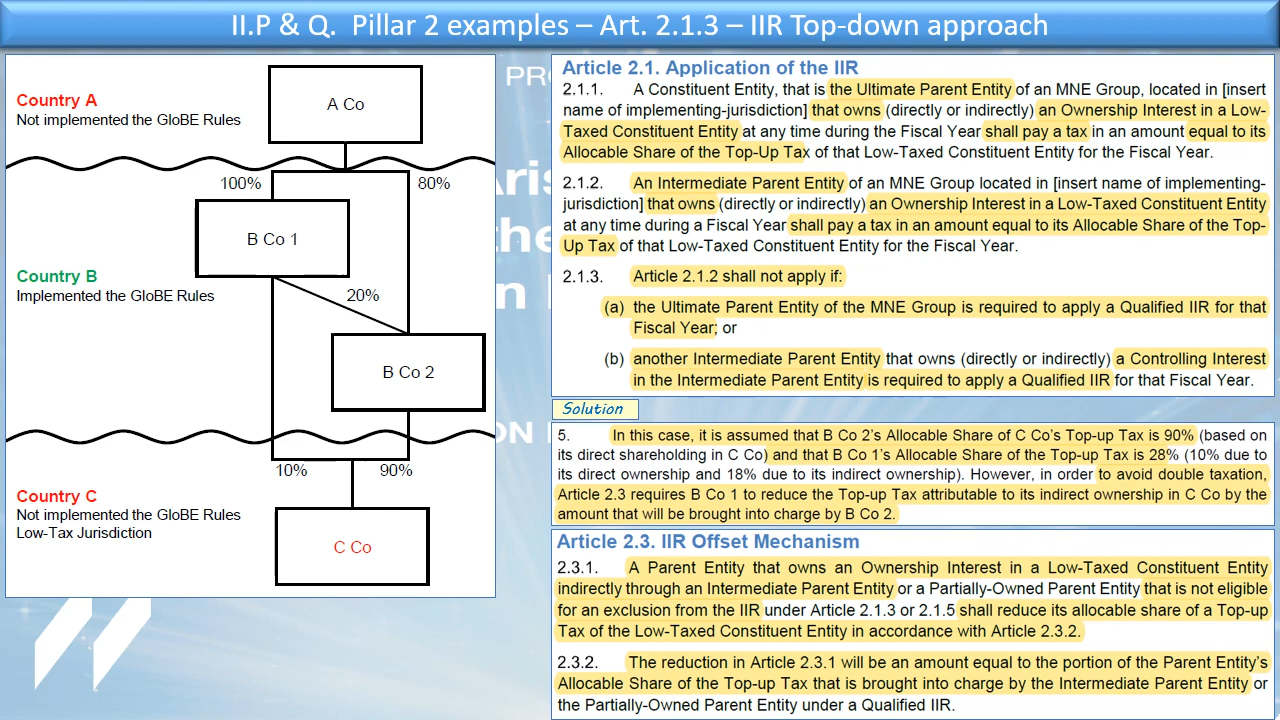 II.P & Q.  Pillar 2 examples – Art. 2.1.3 – IIR Top-down approach
Country A
Not implemented the GloBE Rules
A Co
100%
80%
B Co 1
Country B
Implemented the GloBE Rules
20%
B Co 2
10%
90%
Country C
Not implemented the GloBE Rules
Low-Tax Jurisdiction
C Co
Article 2.1. Application of the IIR
2.1.1. A Constituent Entity, that is the Ultimate Parent Entity of an MNE Group, located in [insert
name of implementing-jurisdiction] that owns (directly or indirectly) an Ownership Interest in a Low-
Taxed Constituent Entity at any time during the Fiscal Year shall pay a tax in an amount equal to its
Allocable Share of the Top-Up Tax of that Low-Taxed Constituent Entity for the Fiscal Year.
2.1.2. An Intermediate Parent Entity of an MNE Group located in [insert name of implementing-
jurisdiction] that owns (directly or indirectly) an Ownership Interest in a Low-Taxed Constituent Entity
at any time during a Fiscal Year shall pay a tax in an amount equal to its Allocable Share of the Top-
Up Tax of that Low-Taxed Constituent Entity for the Fiscal Year.
2.1.3. Article 2.1.2 shall not apply if:
(a) the Ultimate Parent Entity of the MNE Group is required to apply a Qualified IIR for that
Fiscal Year; or
(b) another Intermediate Parent Entity that owns (directly or indirectly) a Controlling Interest
in the Intermediate Parent Entity is required to apply a Qualified IIR for that Fiscal Year.
Solution
5. In this case, it is assumed that B Co 2's Allocable Share of C Co's Top-up Tax is 90% (based on
its direct shareholding in C Co) and that B Co 1's Allocable Share of the Top-up Tax is 28% (10% due to
its direct ownership and 18% due to its indirect ownership). However, in order to avoid double taxation,
Article 2.3 requires B Co 1 to reduce the Top-up Tax attributable to its indirect ownership in C Co by the
amount that will be brought into charge by B Co 2.
Article 2.3. IIR Offset Mechanism
2.3.1. A Parent Entity that owns an Ownership Interest in a Low-Taxed Constituent Entity
indirectly through an Intermediate Parent Entity or a Partially-Owned Parent Entity that is not eligible
for an exclusion from the IIR under Article 2.1.3 or 2.1.5 shall reduce its allocable share of a Top-up
Tax of the Low-Taxed Constituent Entity in accordance with Article 2.3.2.
2.3.2. The reduction in Article 2.3.1 will be an amount equal to the portion of the Parent Entity's
Allocable Share of the Top-up Tax that is brought into charge by the Intermediate Parent Entity or
the Partially-Owned Parent Entity under a Qualified IIR.